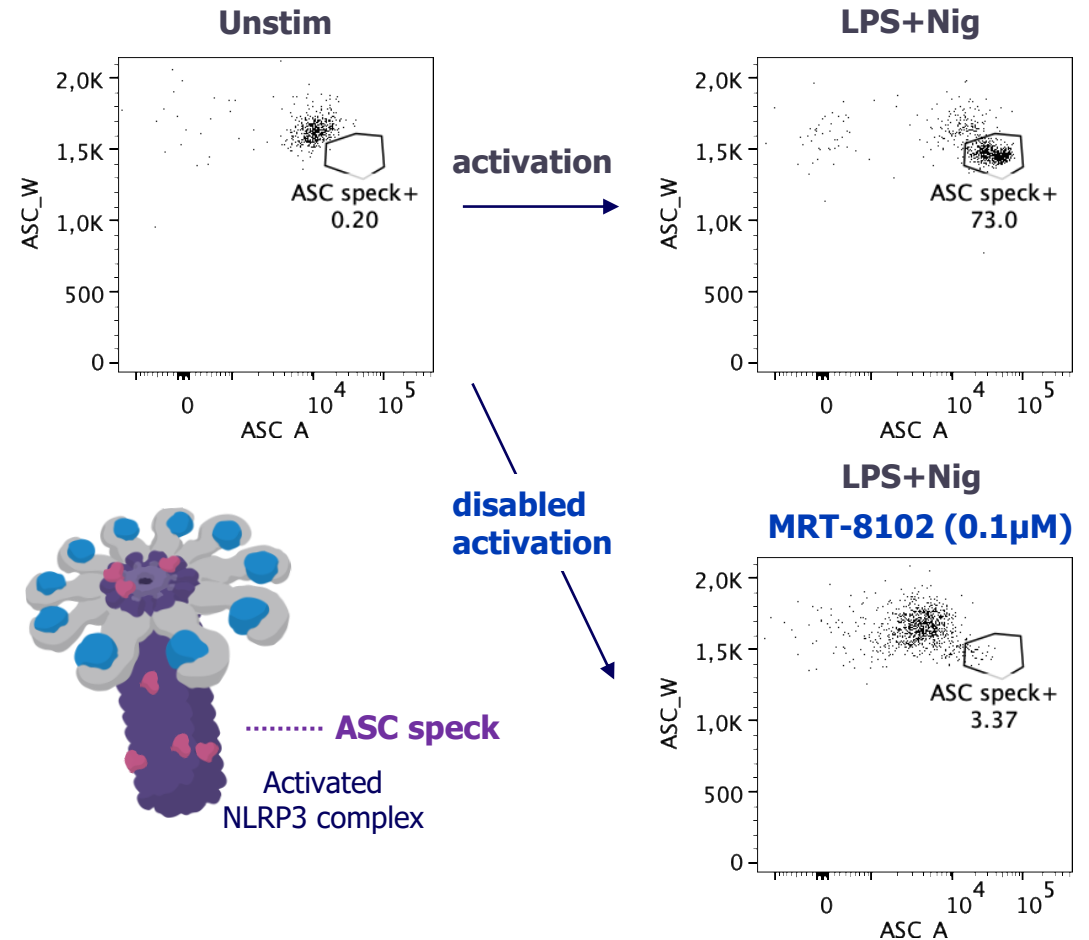 Unstim
2,0K
1,5K
1,0K
500
0
ASC_W
ASC speck+
0.20
0
10^4
10^5
ASC_A
activation
LPS+Nig
2,0K
1,5K
1,0K
500
0
ASC_W
ASC speck+
73.0
0
10^4
10^5
ASC_A
disabled
activation
LPS+Nig
MRT-8102 (0.1µM)
2,0K
1,5K
1,0K
500
0
ASC_W
ASC speck+
3.37
0
10^4
10^5
ASC_A
ASC speck
Activated
NLRP3 complex